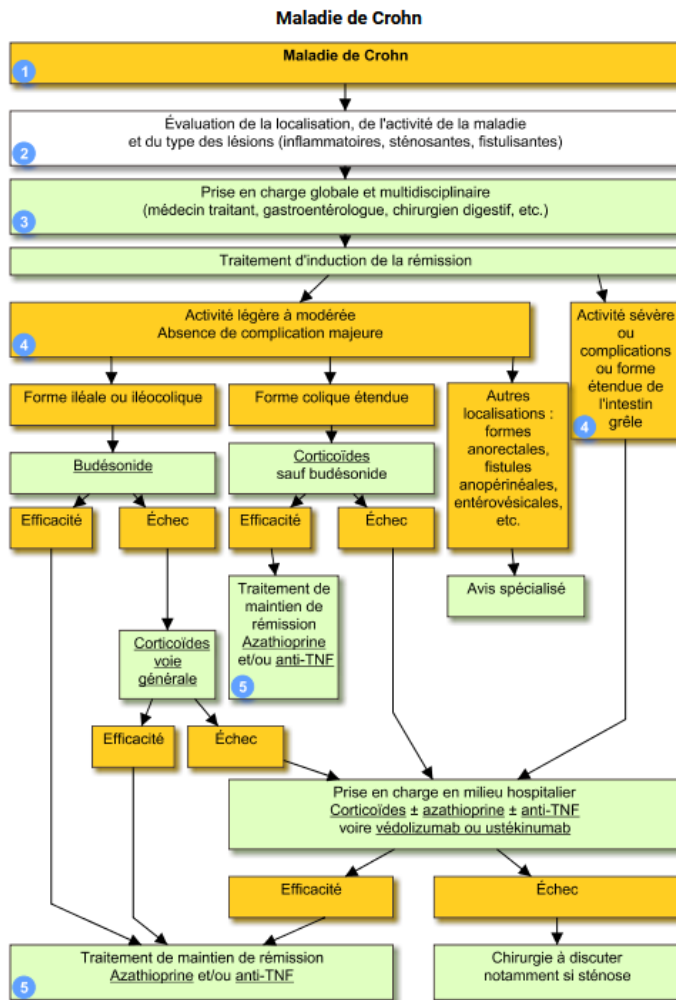 Maladie de Crohn
Maladie de Crohn
1
Évaluation de la localisation, de l'activité de la maladie
et du type des lésions (inflammatoires, sténosantes, fistulisantes)
2
Prise en charge globale et multidisciplinaire
(médecin traitant, gastroentérologue, chirurgien digestif, etc.)
3
Traitement d'induction de la rémission
Activité légère à modérée
Absence de complication majeure
4
Activité sévère
ou
complications
ou forme
étendue de
l'intestin
grêle
4
Forme iléale ou iléocolique
Forme colique étendue
Autres
localisations :
formes
anorectales,
fistules
anopérinéales,
entérovésicales,
etc.
Budésonide
Corticoïdes
sauf budésonide
Efficacité
Échec
Efficacité
Échec
Traitement de
maintien de
rémission
Azathioprine
et/ou anti-TNF
5
Avis spécialisé
Corticoïdes
voie
générale
Efficacité
Échec
Prise en charge en milieu hospitalier
Corticoïdes ± azathioprine ± anti-TNF
voire védolizumab ou ustékinumab
Efficacité
Échec
Traitement de maintien de rémission
Azathioprine et/ou anti-TNF
5
Chirurgie à discuter
notamment si sténose